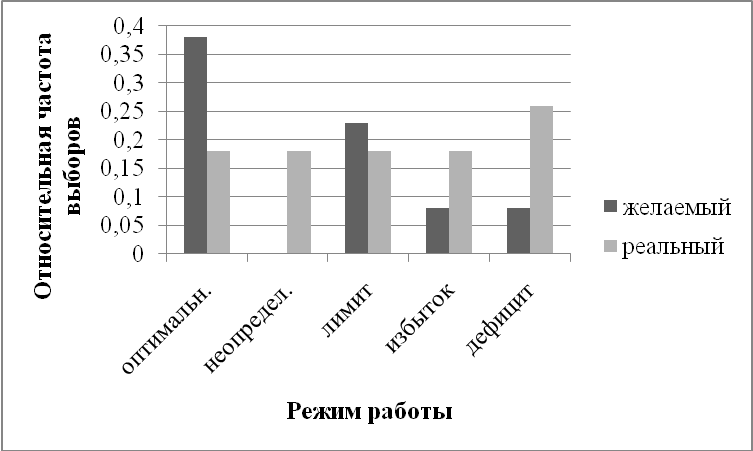 Относительная частота
выборов
0,4
0,35
0,3
0,25
0,2
0,15
0,1
0,05
0
оптимальн.
неопредел.
лимит
избыток
дефицит
Режим работы
желаемый
реальный